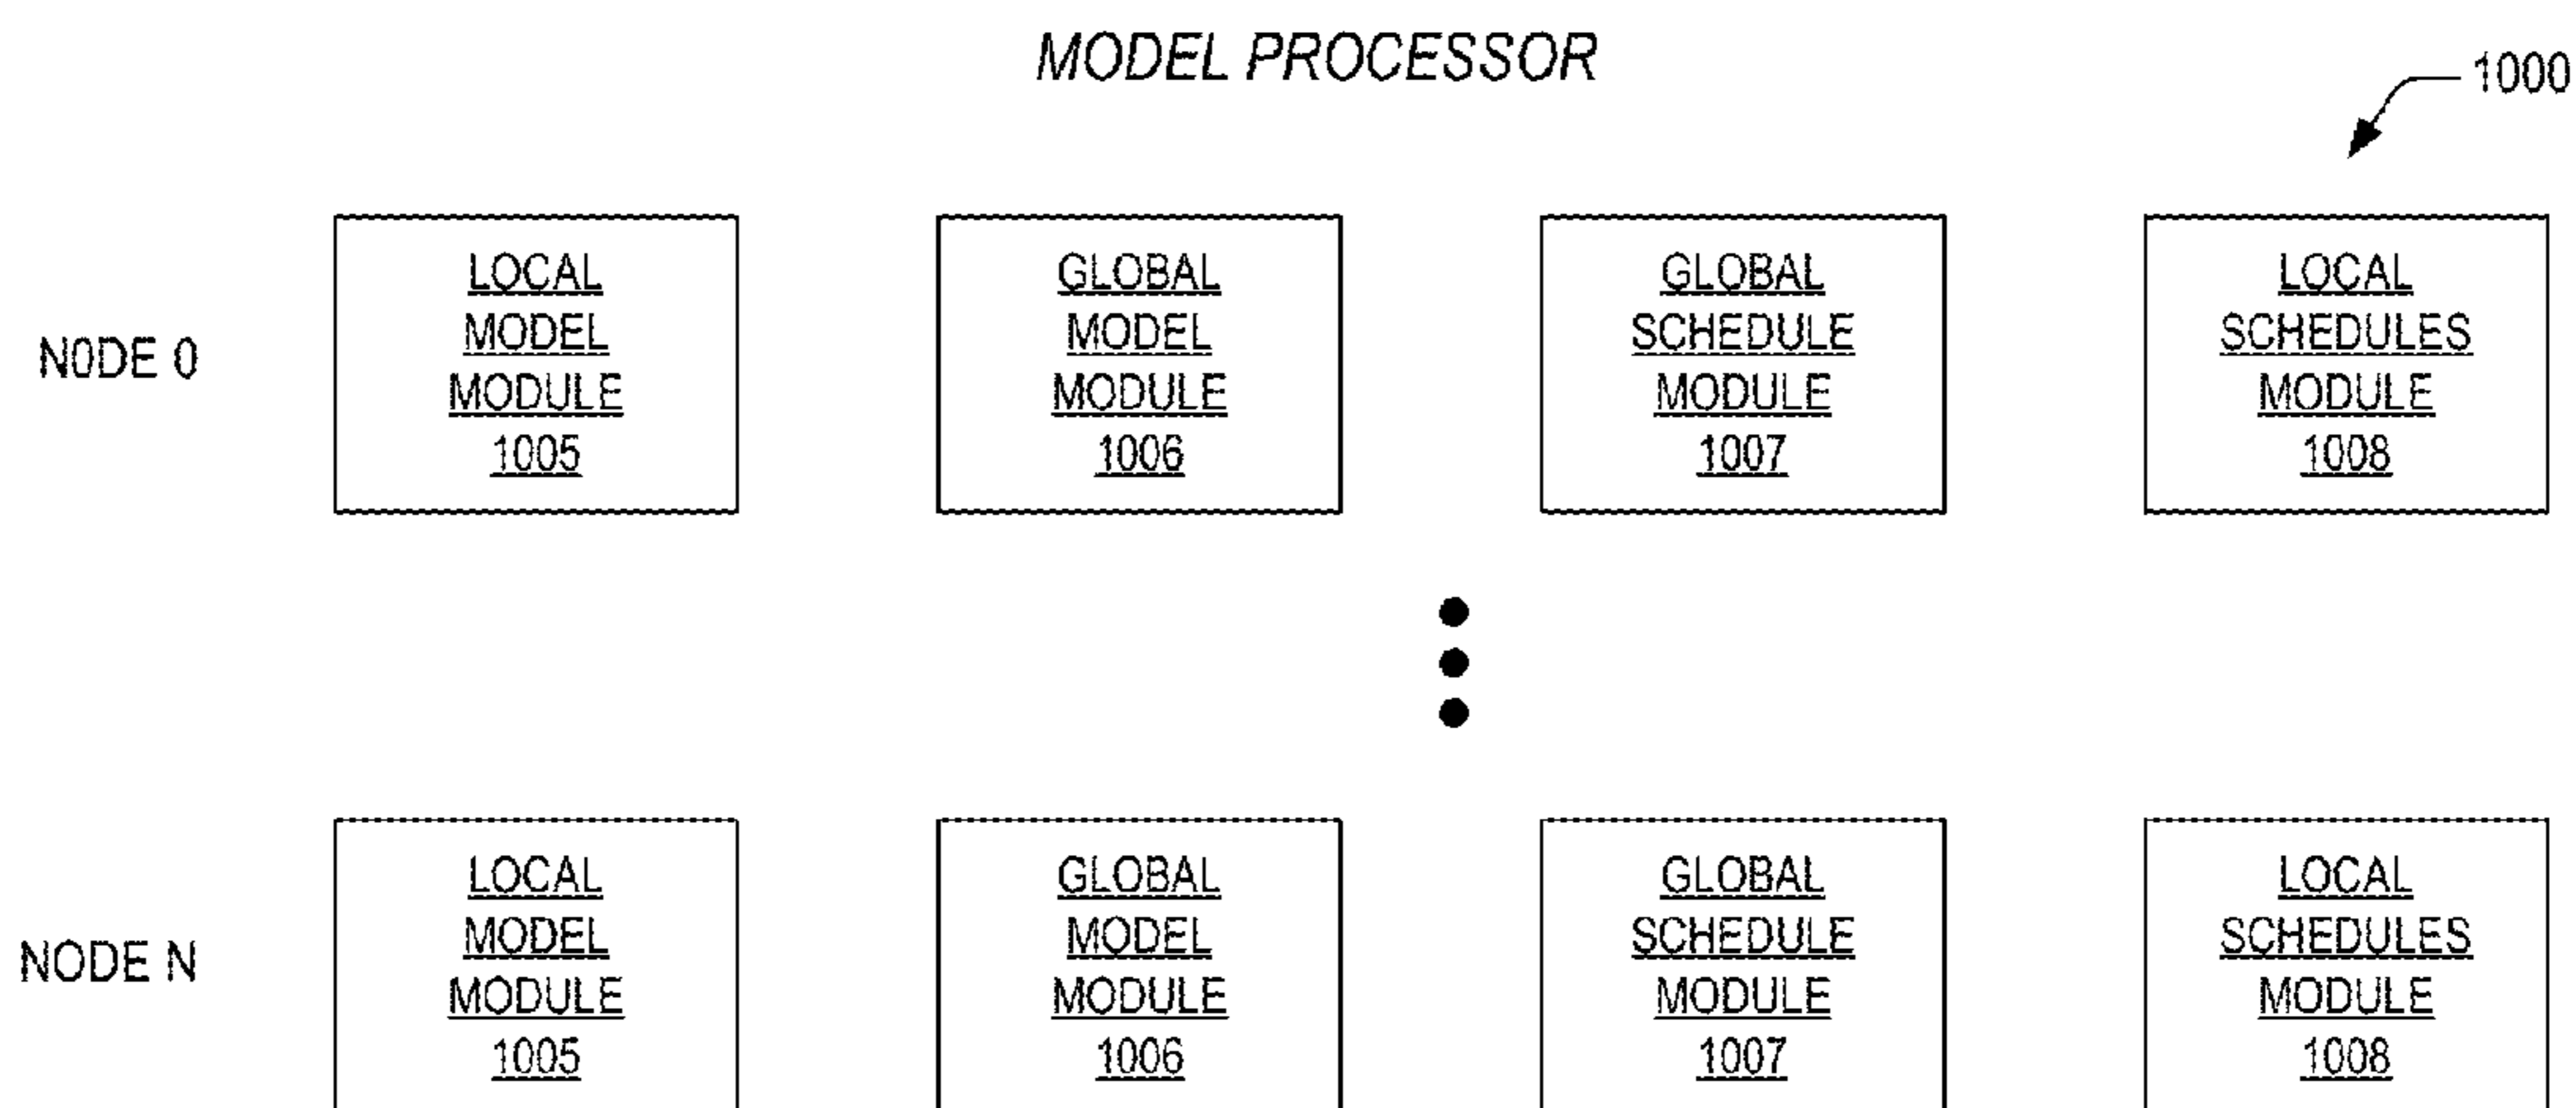 MODEL PROCESSOR
1000
N0DE 0
LOCAL
MODEL
MODULE
1005
GLOBAL
MODEL
MODULE
1006
GLOBAL
SCHEDULE
MODULE
1007
LOCAL
SCHEDULES
MODULE
1008
NODE N
LOCAL
MODEL
MODULE
1005
GLOBAL
MODEL
MODULE
1006
GLOBAL
SCHEDULE
MODULE
1007
LOCAL
SCHEDULES
MODULE
1008